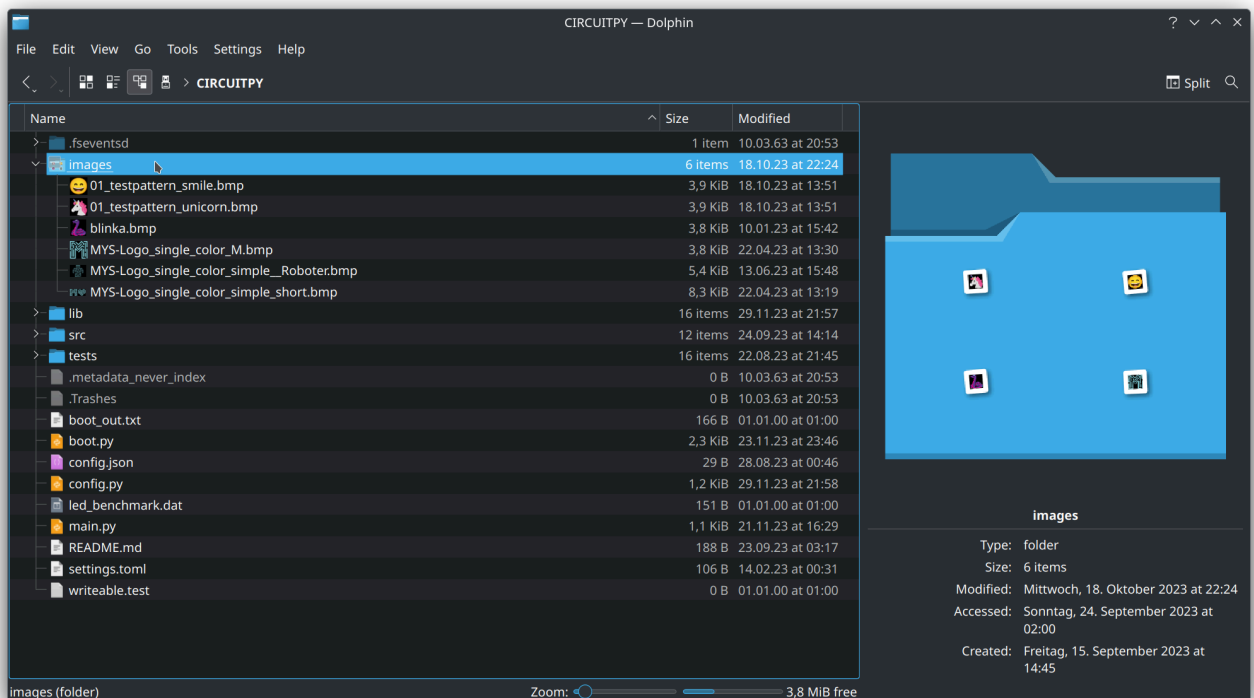 CIRCUITPY — Dolphin
File Edit View Go Tools Settings Help
CIRCUITPY
Split
Name Size Modified
.fseventsd 1 item 10.03.63 at 20:53
images 6 items 18.10.23 at 22:24
01_testpattern_smile.bmp 3,9 KiB 18.10.23 at 13:51
01_testpattern_unicorn.bmp 3,9 KiB 18.10.23 at 13:51
blinka.bmp 3,8 KiB 10.01.23 at 15:42
MYS-Logo_single_color_M.bmp 3,8 KiB 22.04.23 at 13:30
MYS-Logo_single_color_simple__Roboter.bmp 5,4 KiB 13.06.23 at 15:48
MYS-Logo_single_color_simple_short.bmp 8,3 KiB 22.04.23 at 13:19
lib 16 items 29.11.23 at 21:57
src 12 items 24.09.23 at 14:14
tests 16 items 22.08.23 at 21:45
.metadata_never_index 0 B 10.03.63 at 20:53
.Trashes 0 B 10.03.63 at 20:53
boot_out.txt 166 B 01.01.00 at 01:00
boot.py 2,3 KiB 23.11.23 at 23:46
config.json 29 B 28.08.23 at 00:46
config.py 1,2 KiB 29.11.23 at 21:58
led_benchmark.dat 151 B 01.01.00 at 01:00
main.py 1,1 KiB 21.11.23 at 16:29
README.md 188 B 23.09.23 at 03:17
settings.toml 106 B 14.02.23 at 00:31
writeable.test 0 B 01.01.00 at 01:00
images
Type: folder
Size: 6 items
Modified: Mittwoch, 18. Oktober 2023 at 22:24
Accessed: Sonntag, 24. September 2023 at
02:00
Created: Freitag, 15. September 2023 at
14:45
images (folder) Zoom: 3,8 MiB free